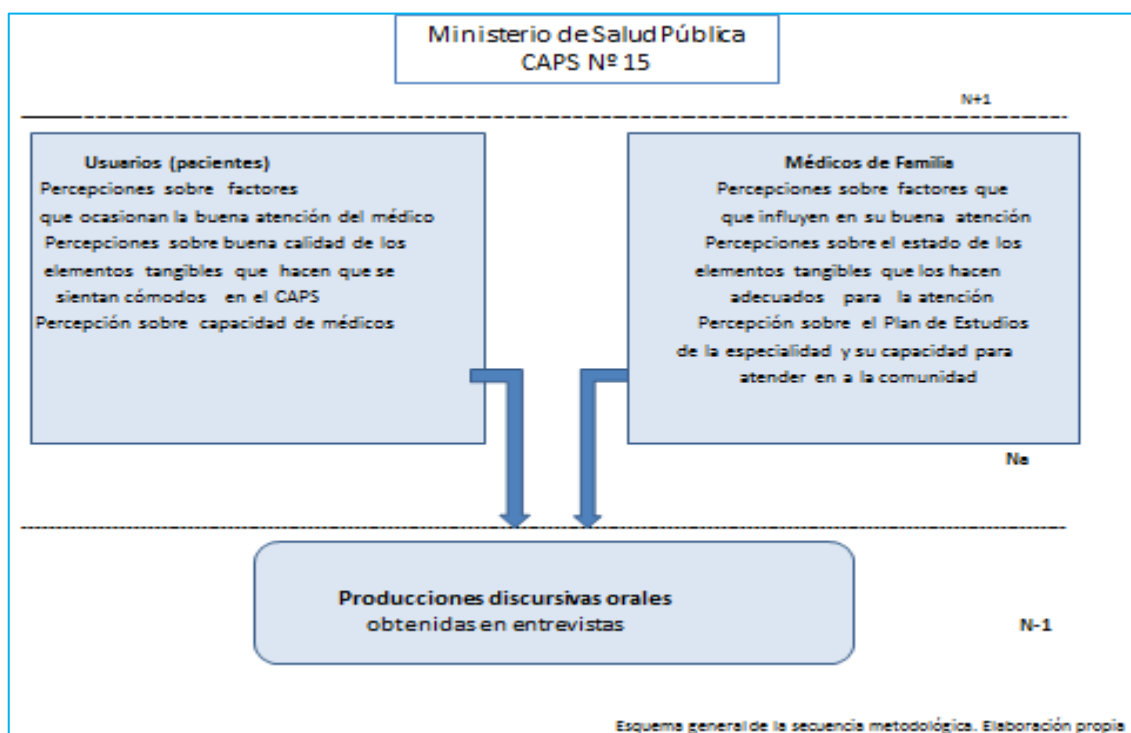 Ministerio de Salud Pública
CAPS Nº 15
N+1
Usuarios (pacientes)
Percepciones sobre factores
que ocasionan la buena atención del médico
Percepciones sobre buena calidad de los
elementos tangibles que hacen que se
sientan cómodos en el CAPS
Percepción sobre capacidad de médicos
Médicos de Familia
Percepciones sobre factores que
que influyen en su buena atención
Percepciones sobre el estado de los
elementos tangibles que los hacen
adecuados para la atención
Percepción sobre el Plan de Estudios
de la especialidad y su capacidad para
atender en a la comunidad
Na
Producciones discursivas orales
obtenidas en entrevistas
N-1
Esquema general de la secuencia metodológica. Elaboración propia